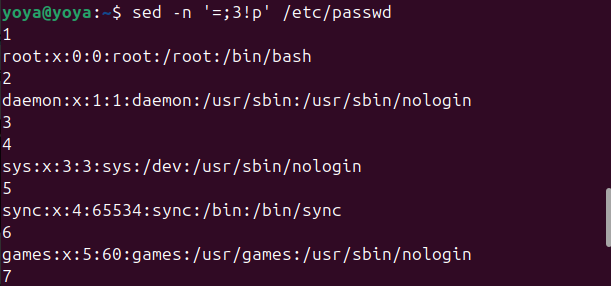 yoya@yoya:~$ sed -n '=;3!p' /etc/passwd
1
root:x:0:0:root:/root:/bin/bash
2
daemon:x:1:1:daemon:/usr/sbin:/usr/sbin/nologin
3
4
sys:x:3:3:sys:/dev:/usr/sbin/nologin
5
sync:x:4:65534:sync:/bin:/bin/sync
6
games:x:5:60:games:/usr/games:/usr/sbin/nologin
7